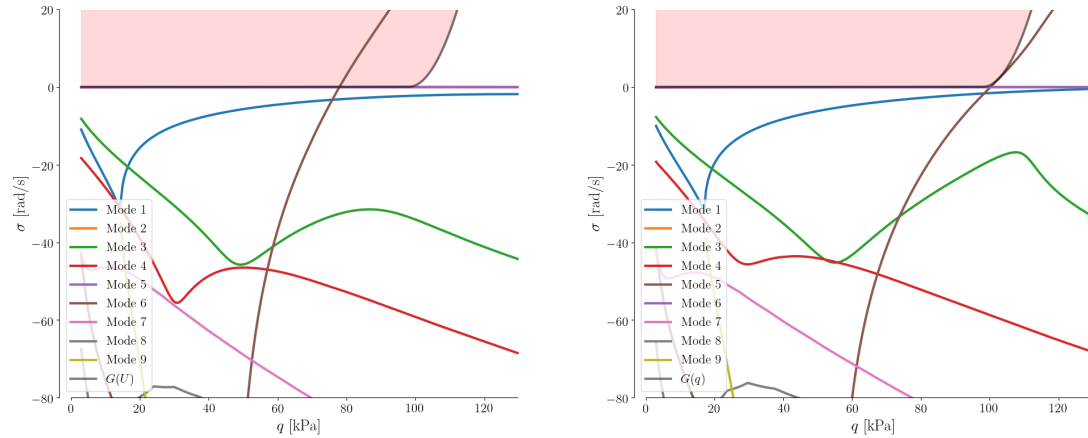 20
0
−20
−40
−60
−80
σ [rad/s]
Mode 1
Mode 2
Mode 3
Mode 4
Mode 5
Mode 6
Mode 7
Mode 8
Mode 9
G(U)
0
20
40
60
80
100
120
q [kPa]
20
0
−20
−40
−60
−80
σ [rad/s]
Mode 1
Mode 2
Mode 3
Mode 4
Mode 5
Mode 6
Mode 7
Mode 8
Mode 9
G(q)
0
20
40
60
80
100
120
q [kPa]